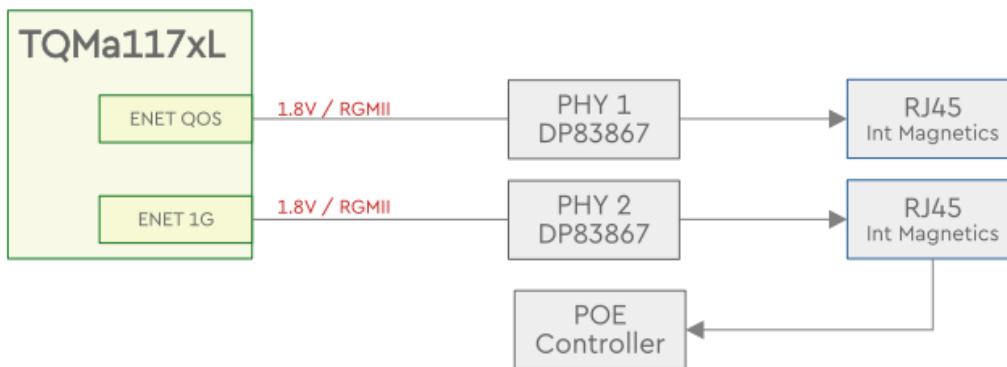 TQMa117xL
ENET QOS
1.8V / RGMII
PHY 1
DP83867
RJ45
Int Magnetics
ENET 1G
1.8V / RGMII
PHY 2
DP83867
RJ45
Int Magnetics
POE
Controller